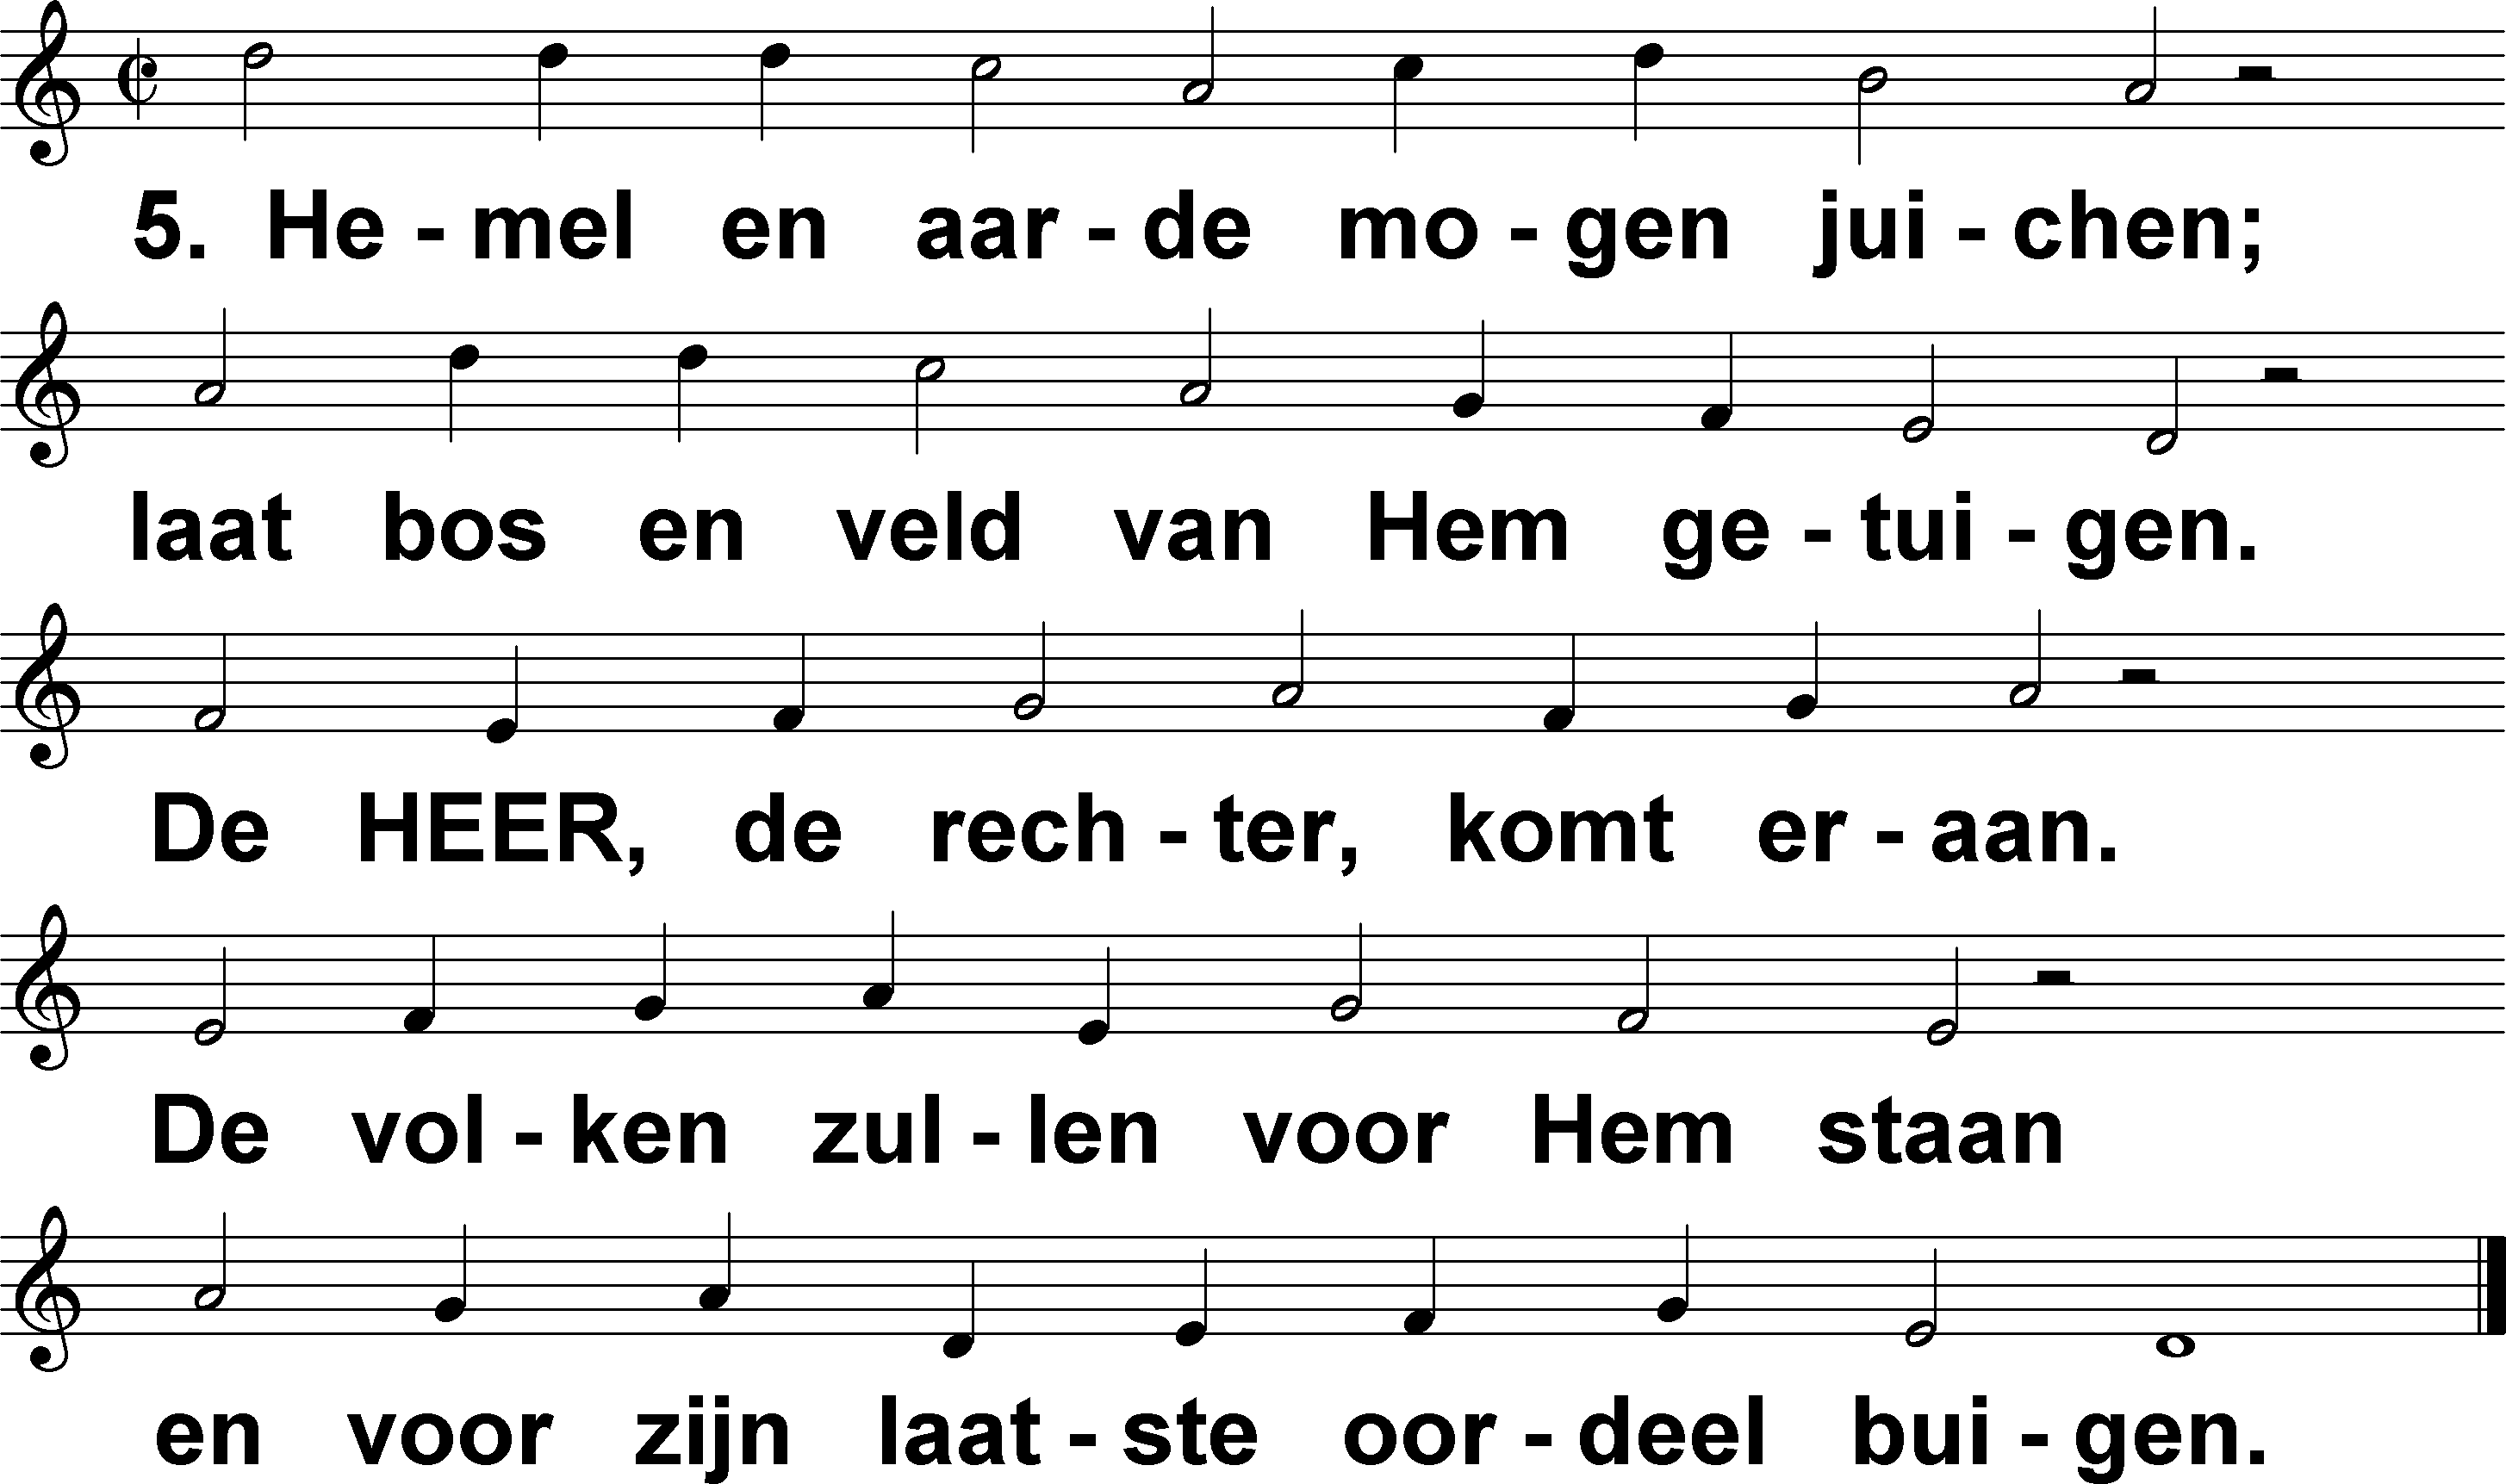 5. He - mel en aar - de mo - gen jui - chen;
laat bos en veld van Hem ge - tui - gen.
De HEER, de rech - ter, komt er - aan.
De vol - ken zul - len voor Hem staan
en voor zijn laat - ste oor - deel bui - gen.